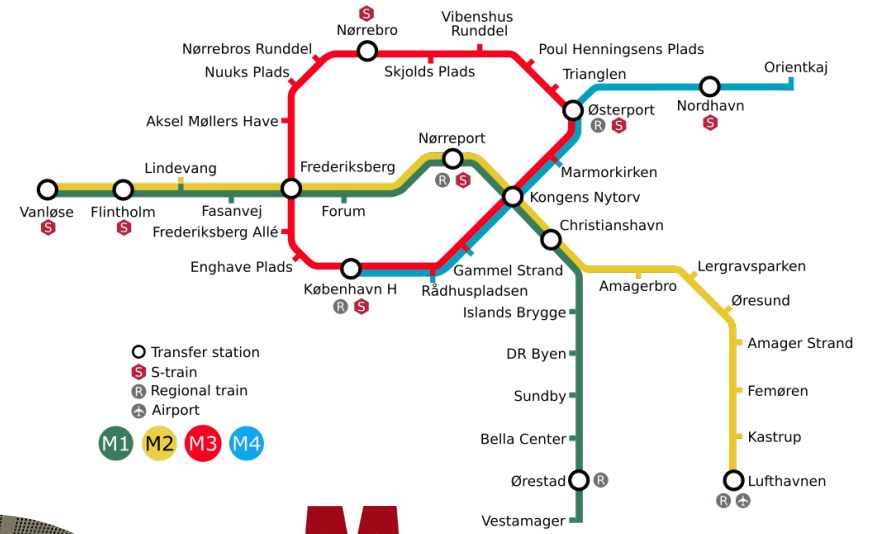 Vibenshus
Runddel
S
Nørrebro
Nørrebros Runddel
Poul Henningsens Plads
Nuuks Plads
Skjolds Plads
Trianglen
Orientkaj
Aksel Møllers Have
Østerport
R S
Nordhavn
S
Nørreport
R S
Lindevang
Frederiksberg
Marmorkirken
Kongens Nytorv
Vanløse
S
Flintholm
S
Fasanvej
Forum
Christianshavn
Frederiksberg Allé
Enghave Plads
Gammel Strand
København H
R S
Rådhuspladsen
Lergravsparken
Amagerbro
Øresund
Islands Brygge
Amager Strand
DR Byen
Femøren
Sundby
Bella Center
Kastrup
Ørestad R
Lufthavnen
R
Vestamager
Transfer station
S S-train
R Regional train
Airport
M1 M2 M3 M4